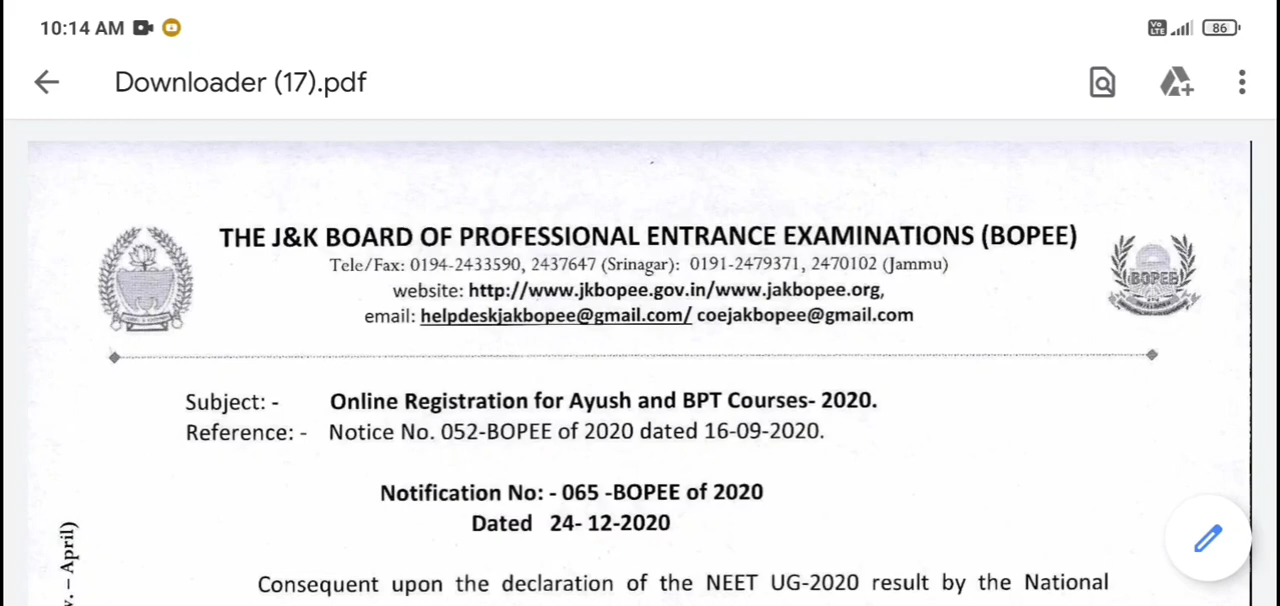 10:14 AM
Vo LTE
86
Downloader (17).pdf
THE J&K BOARD OF PROFESSIONAL ENTRANCE EXAMINATIONS (BOPEE)
Tele/Fax: 0194-2433590, 2437647 (Srinagar): 0191-2479371, 2470102 (Jammu)
website: http://www.jkbopee.gov.in/www.jakbopee.org,
email: helpdeskjakbopee@gmail.com/ coejakbopee@gmail.com
BOPEE
Subject: - Online Registration for Ayush and BPT Courses- 2020.
Reference: - Notice No. 052-BOPEE of 2020 dated 16-09-2020.
Notification No: - 065 -BOPEE of 2020
Dated 24- 12-2020
v. – April)
Consequent upon the declaration of the NEET UG-2020 result by the National